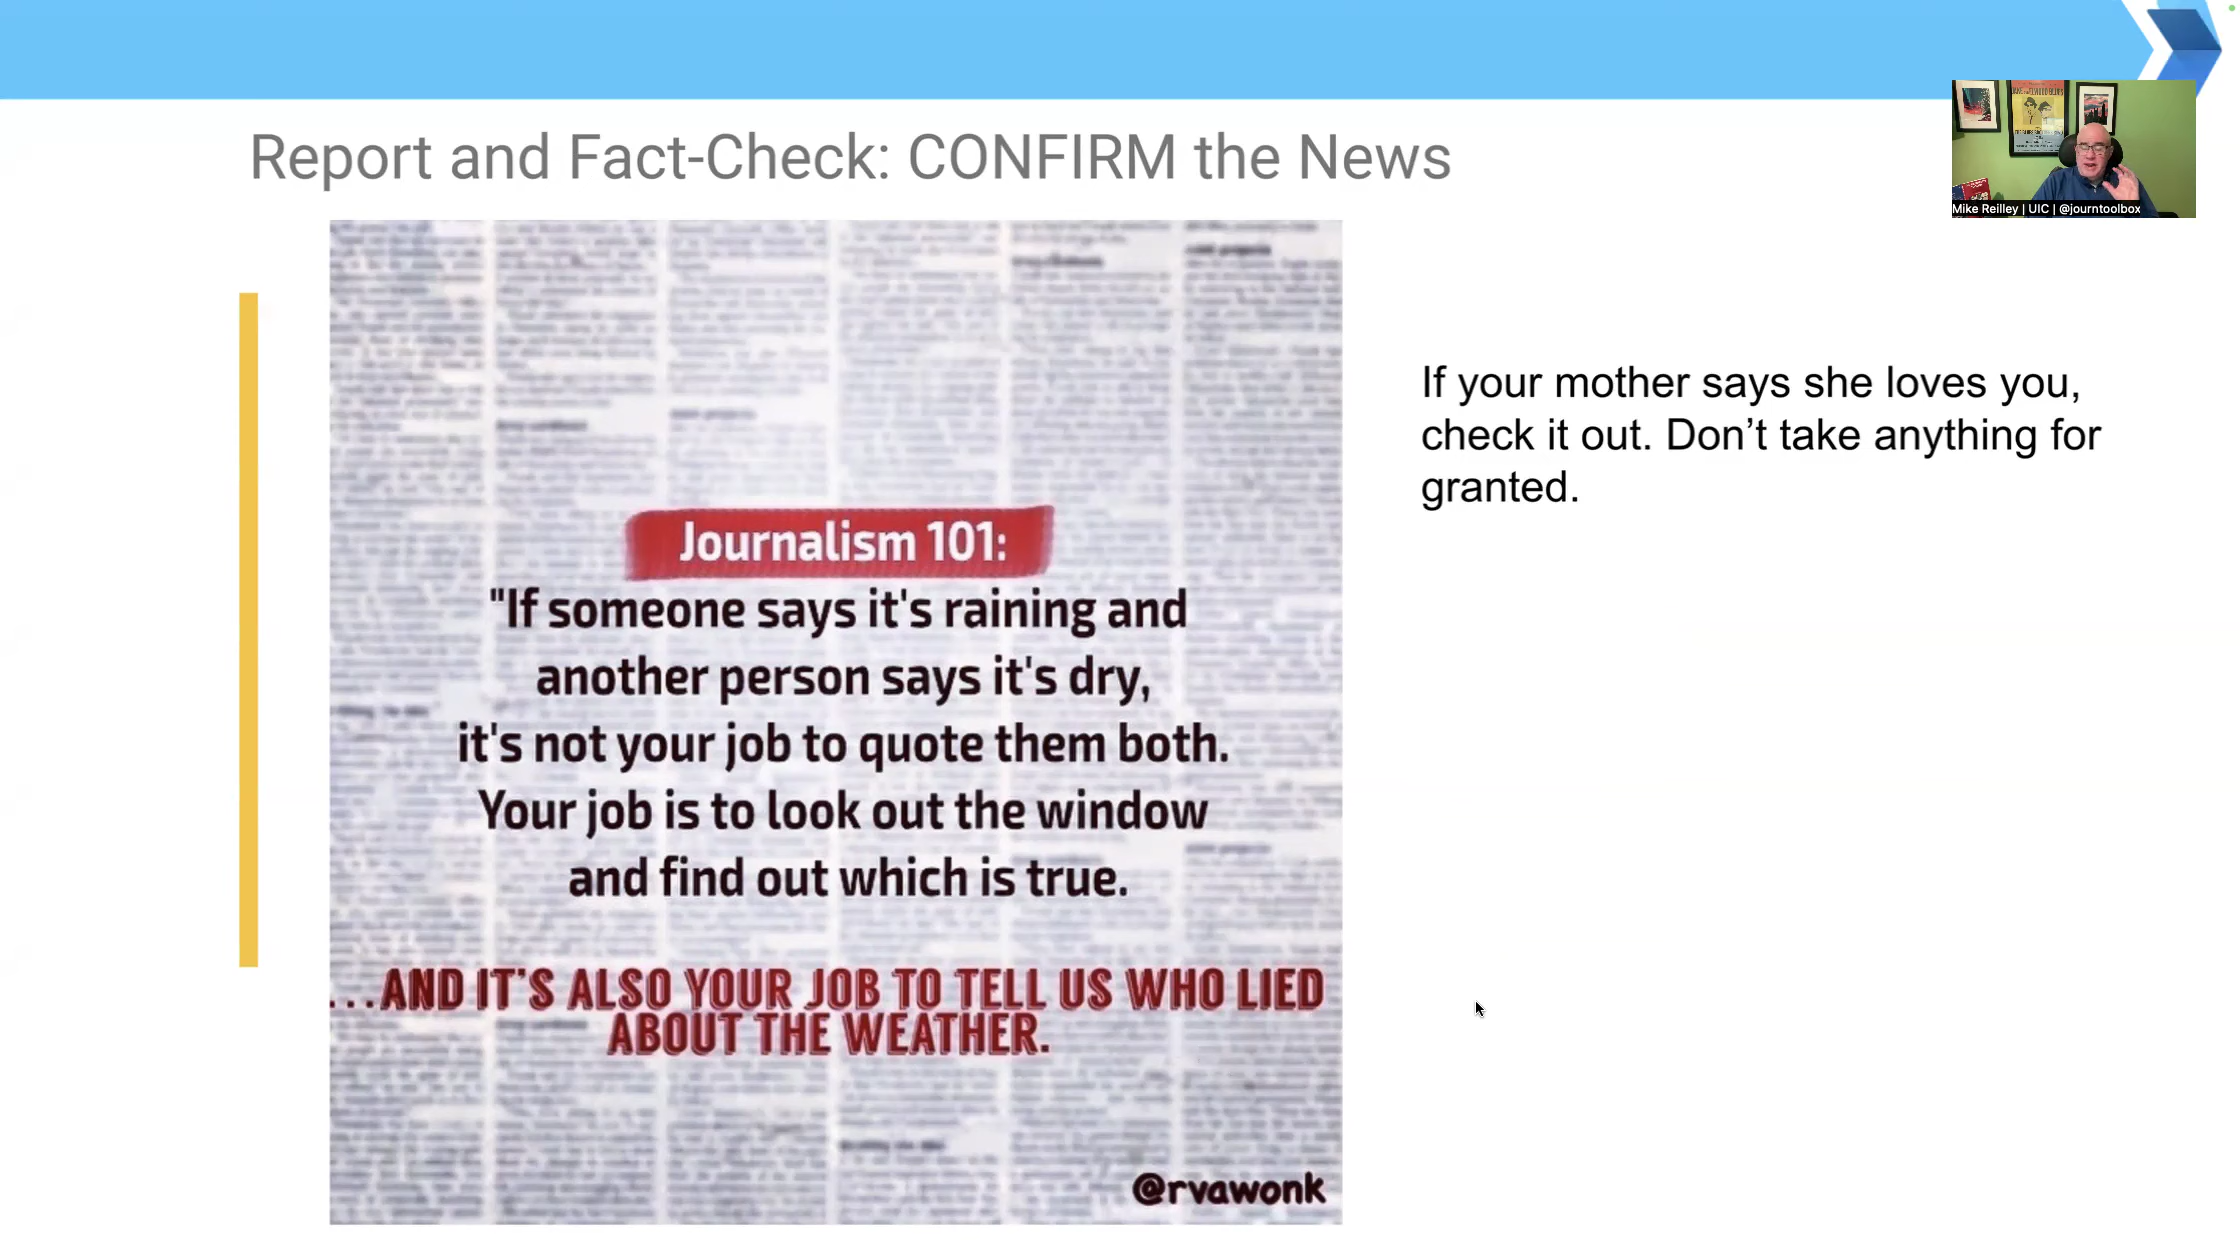 Report and Fact-Check: CONFIRM the News
Mike Reilley | UIC | @journtoolbox
If your mother says she loves you,
check it out. Don’t take anything for
granted.
Journalism 101:
"If someone says it's raining and
another person says it's dry,
it's not your job to quote them both.
Your job is to look out the window
and find out which is true.
...AND IT'S ALSO YOUR JOB TO TELL US WHO LIED
ABOUT THE WEATHER.
@rvawonk